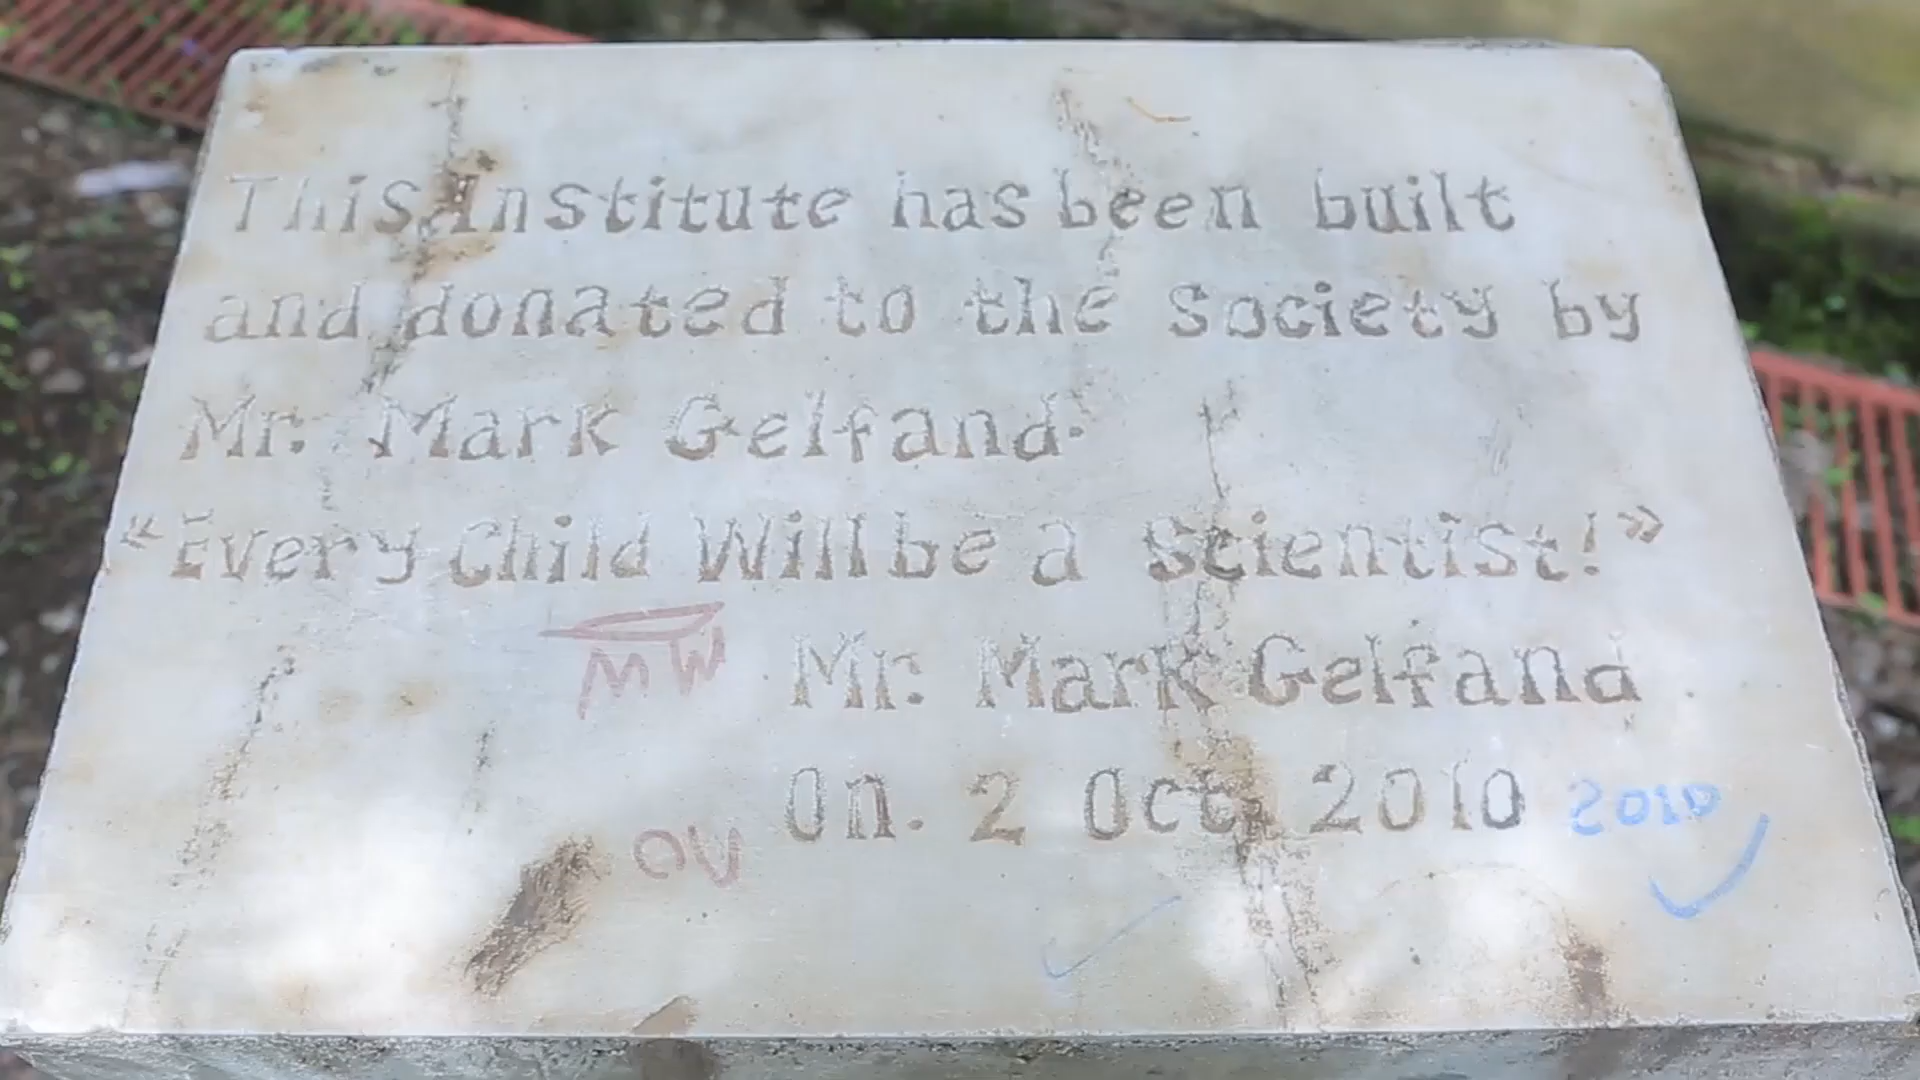 This Institute has been built
and donated to the Society by
Mr. Mark Gelfand.
“Every Child Will be a Scientist!”
MW
Mr. Mark Gelfand
On. 2 Oct, 2010 2010
OV